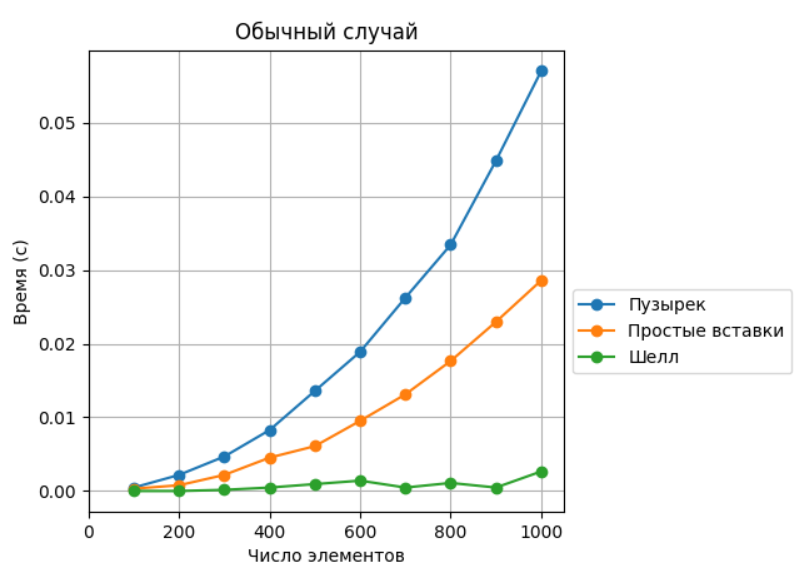 Обычный случай
0.05
0.04
0.03
0.02
0.01
0.00
Время (с)
0 200 400 600 800 1000
Число элементов
Пузырек
Простые вставки
Шелл